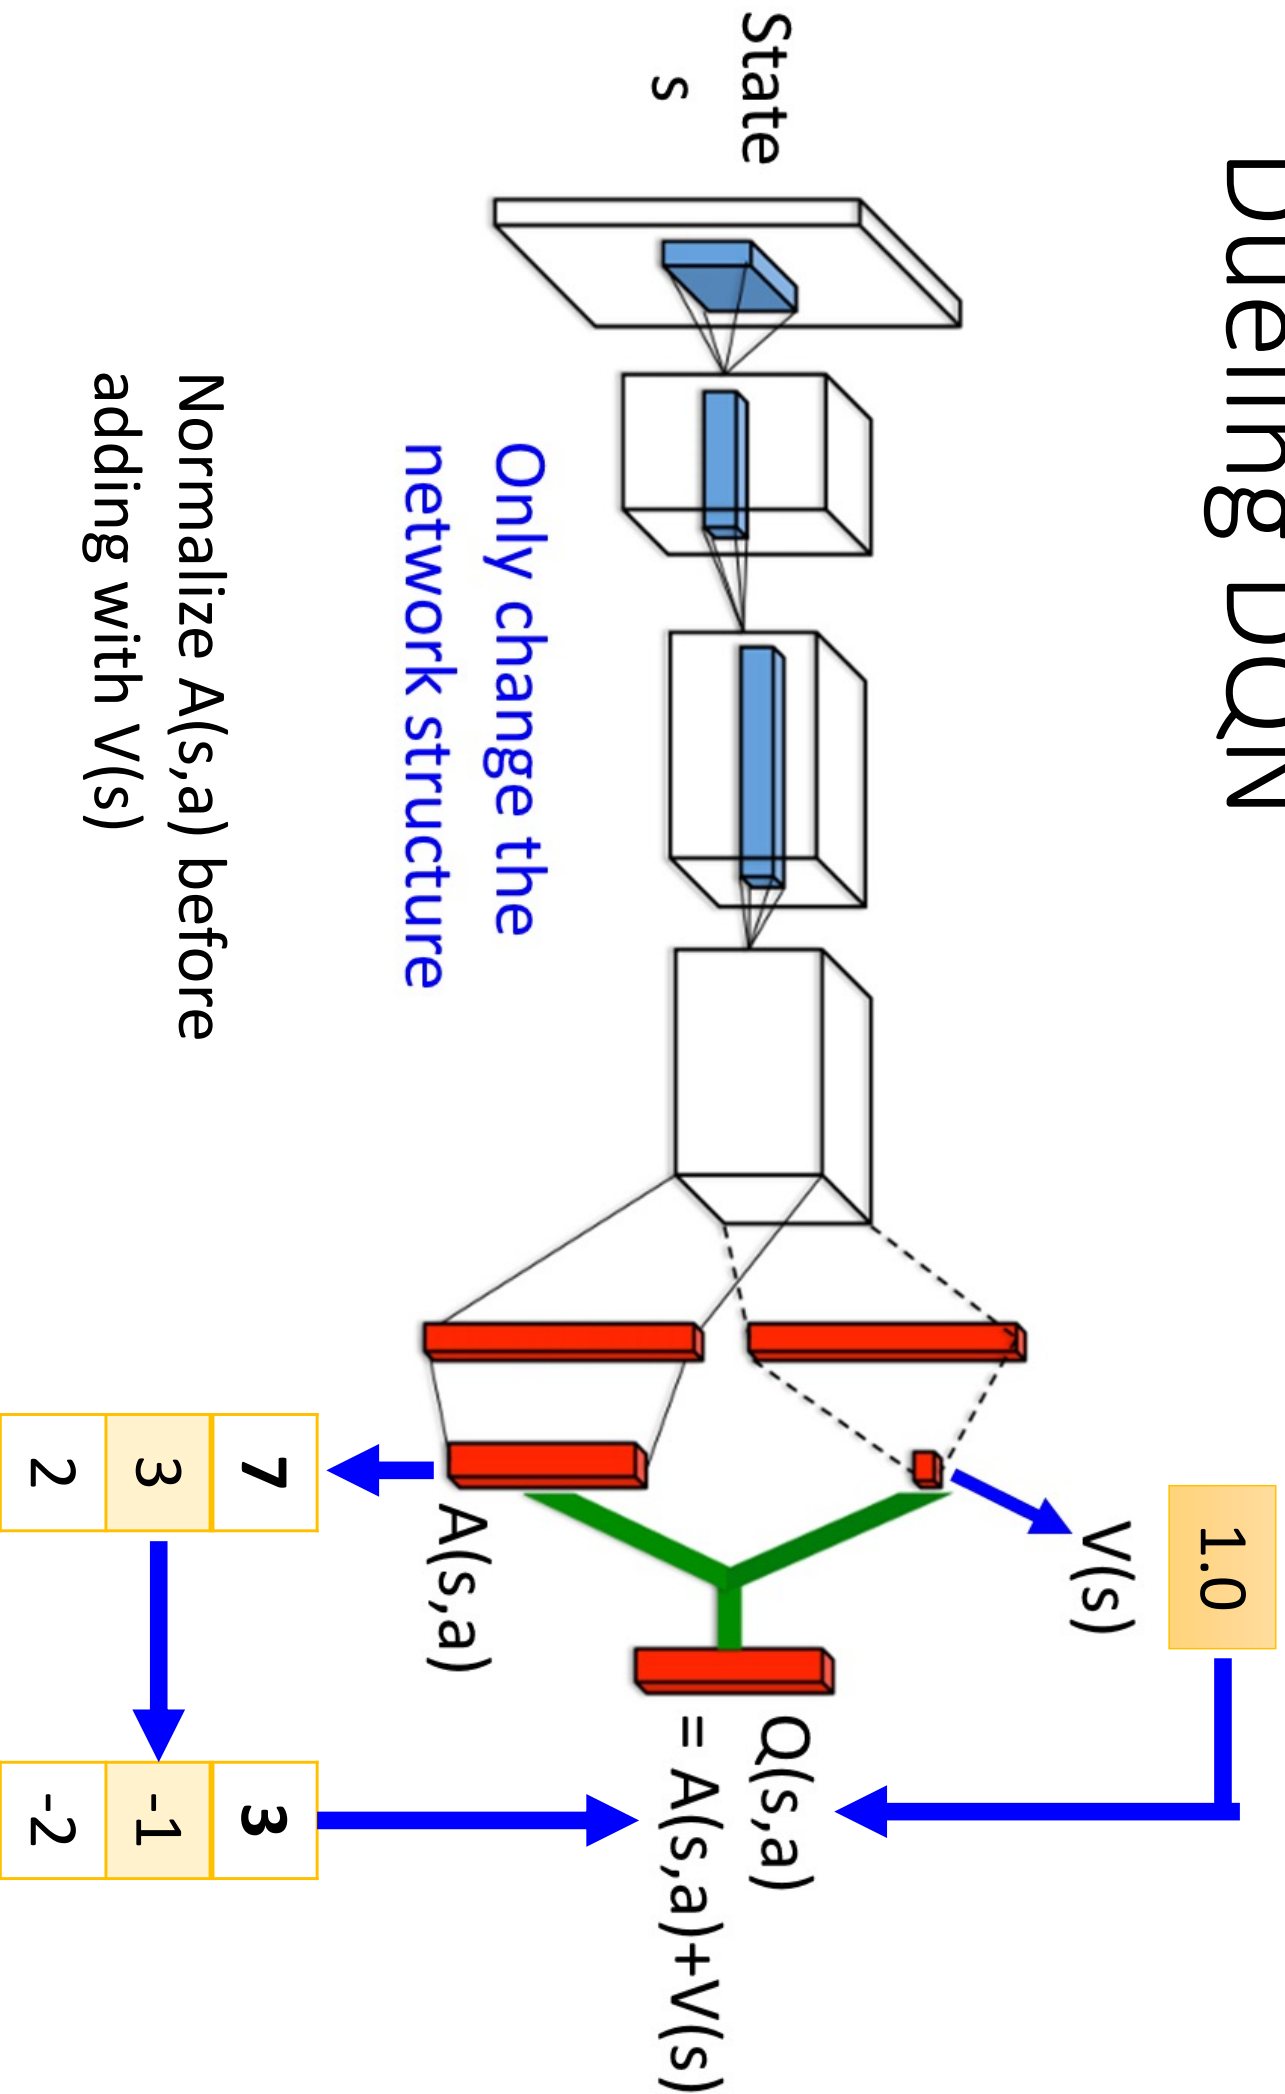 Dueling DQN
1.0
V(s)
State
s
Q(s,a)
= A(s,a)+V(s)
Only change the
network structure
A(s,a)
Normalize A(s,a) before
adding with V(s)
7
3
2
3
-1
-2